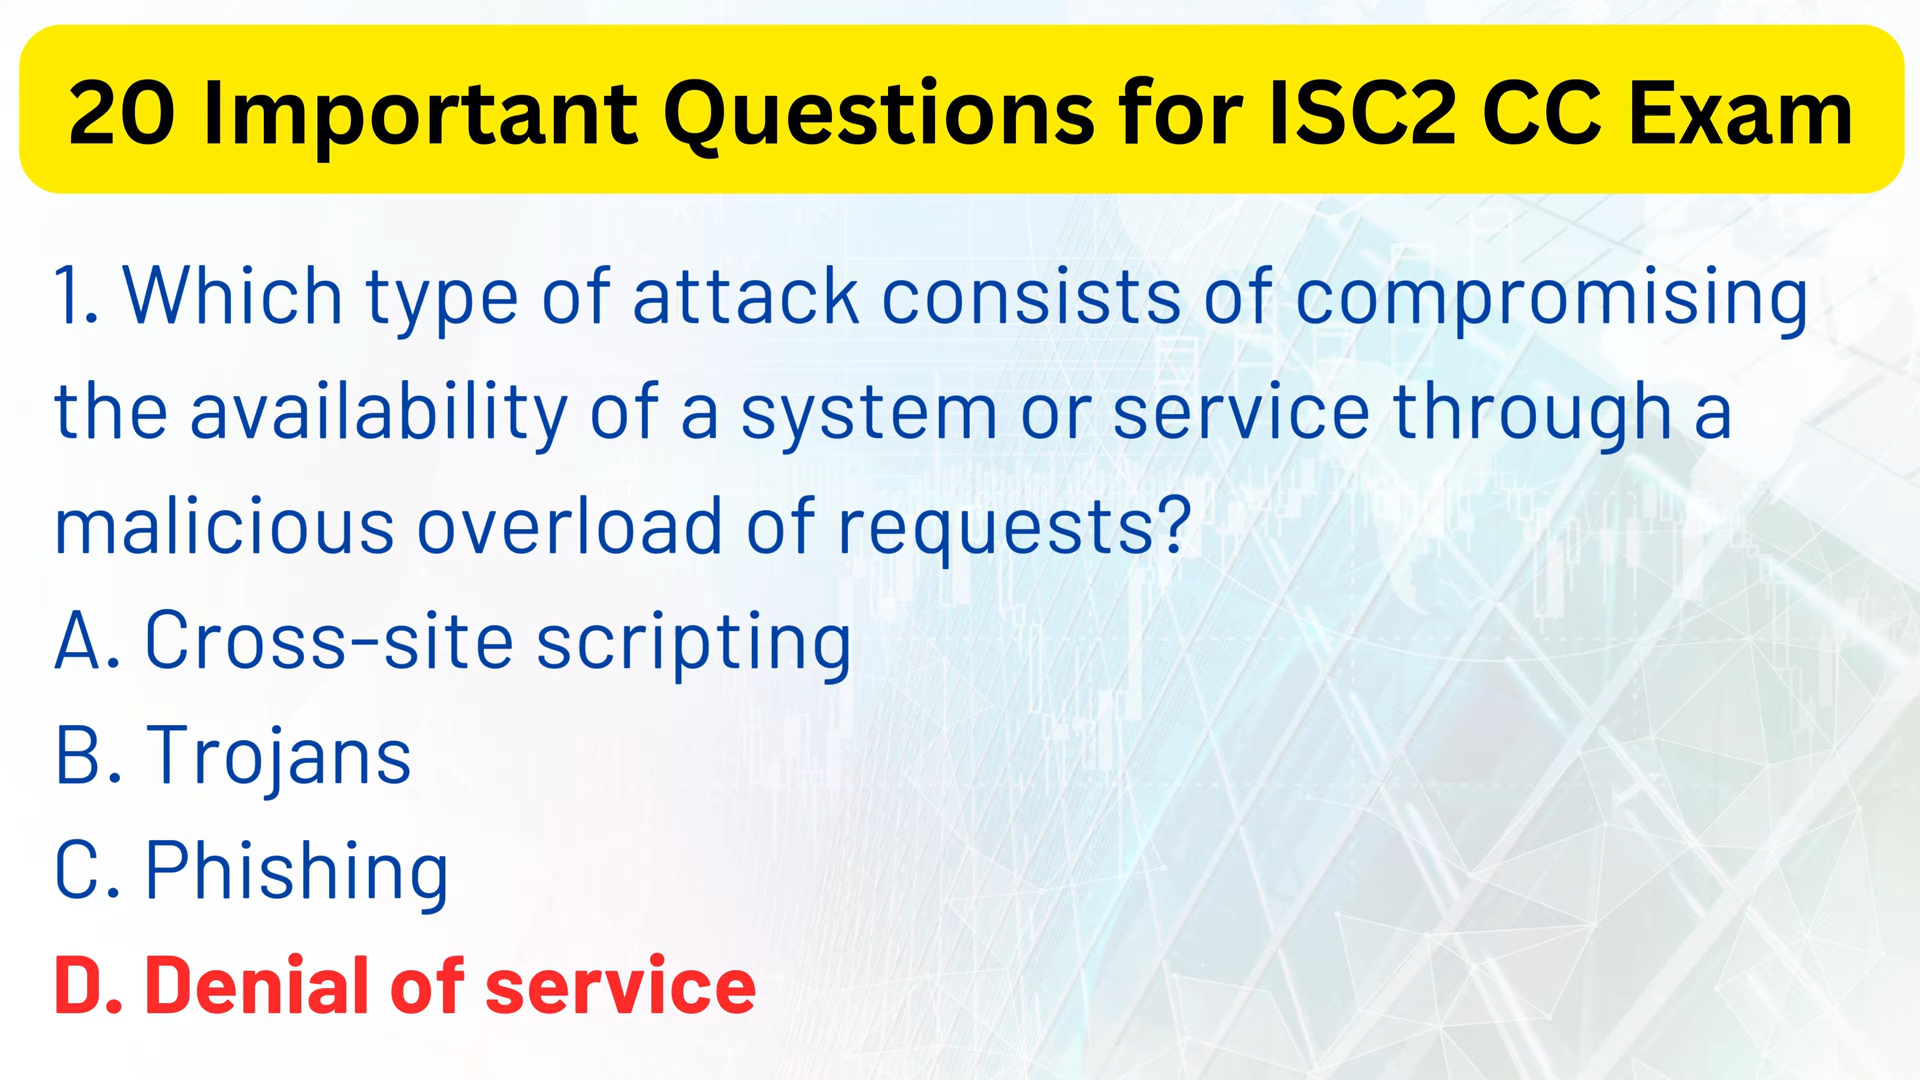 20 Important Questions for ISC2 CC Exam
1. Which type of attack consists of compromising
the availability of a system or service through a
malicious overload of requests?
A. Cross-site scripting
B. Trojans
C. Phishing
D. Denial of service